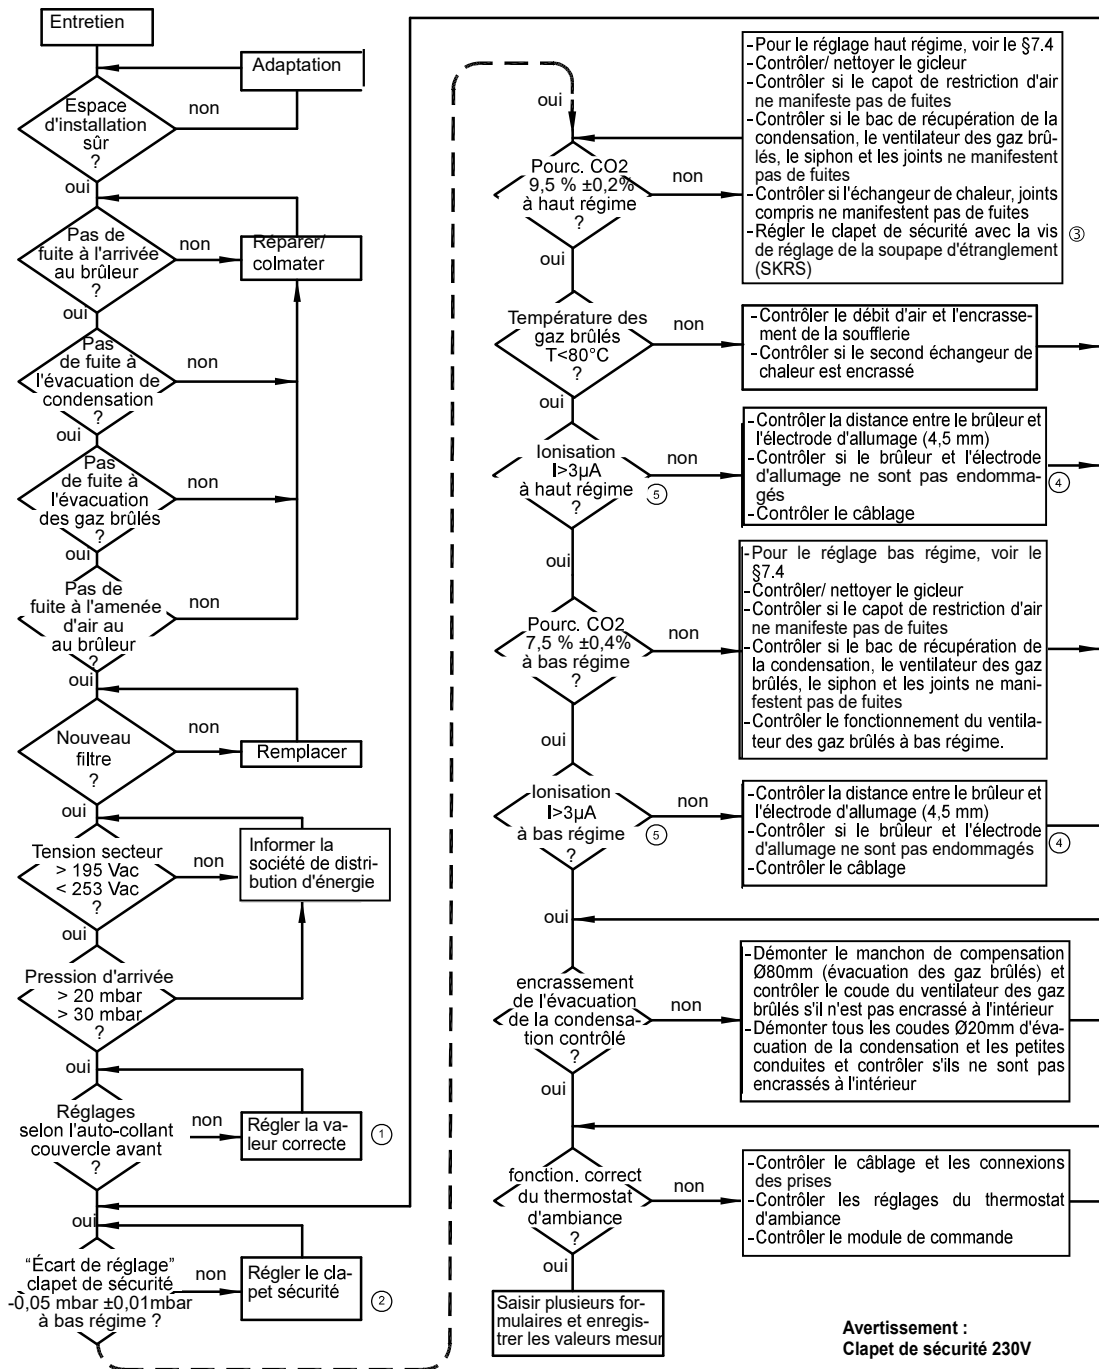 Entretien
Adaptation
Espace
d'installation
sûr
?
non
oui
Pas de
fuite à l'arrivée
au brûleur
?
non
Réparer/
colmater
oui
Pas
de fuite à
l'évacuation de
condensation
?
non
oui
Pas
de fuite à
l'évacuation
des gaz brûlés
?
non
oui
Pas de
fuite à l'amenée
d'air au
au brûleur
?
non
oui
Nouveau
filtre
?
non
Remplacer
oui
Tension secteur
> 195 Vac
< 253 Vac
?
non
Informer la
société de distri-
bution d'énergie
oui
Pression d'arrivée
> 20 mbar
> 30 mbar
?
oui
Réglages
selon l'auto-collant
couvercle avant
?
non
Régler la va-
leur correcte
①
oui
“Écart de réglage”
clapet de sécurité
-0,05 mbar ±0,01mbar
à bas régime ?
non
Régler le cla-
pet sécurité
②
oui
Pourc. CO2
9,5 % ±0,2%
à haut régime
?
non
-Pour le réglage haut régime, voir le §7.4
-Contrôler/ nettoyer le gicleur
-Contrôler si le capot de restriction d'air
ne manifeste pas de fuites
-Contrôler si le bac de récupération de la
condensation, le ventilateur des gaz brû-
lés, le siphon et les joints ne manifestent
pas de fuites
-Contrôler si l'échangeur de chaleur, joints
compris ne manifestent pas de fuites
-Régler le clapet de sécurité avec la vis
de réglage de la soupape d'étranglement
(SKRS)
③
oui
Température des
gaz brûlés
T<80°C
?
non
-Contrôler le débit d'air et l'encrasse-
ment de la soufflerie
-Contrôler si le second échangeur de
chaleur est encrassé
oui
Ionisation
I>3µA
à haut régime
?
non
⑤
-Contrôler la distance entre le brûleur et
l'électrode d'allumage (4,5 mm)
-Contrôler si le brûleur et l'électrode
d'allumage ne sont pas endomma-
gés
-Contrôler le câblage
④
oui
Pourc. CO2
7,5 % ±0,4%
à bas régime
?
non
-Pour le réglage bas régime, voir le
§7.4
-Contrôler/ nettoyer le gicleur
-Contrôler si le capot de restriction d'air
ne manifeste pas de fuites
-Contrôler si le bac de récupération de
la condensation, le ventilateur des gaz
brûlés, le siphon et les joints ne mani-
festent pas de fuites
-Contrôler le fonctionnement du ventila-
teur des gaz brûlés à bas régime.
oui
Ionisation
I>3µA
à bas régime
?
non
⑤
-Contrôler la distance entre le brûleur et
l'électrode d'allumage (4,5 mm)
-Contrôler si le brûleur et l'électrode
d'allumage ne sont pas endommagés
-Contrôler le câblage
④
oui
encrassement
de l'évacuation
de la condensa-
tion contrôlé
?
non
-Démonter le manchon de compensation
Ø80mm (évacuation des gaz brûlés) et
contrôler le coude du ventilateur des gaz
brûlés s'il n'est pas encrassé à l'intérieur
-Démonter tous les coudes Ø20mm d'éva-
cuation de la condensation et les petites
conduites et contrôler s'ils ne sont pas
encrassés à l'intérieur
oui
fonction. correct
du thermostat
d'ambiance
?
non
-Contrôler le câblage et les connexions
des prises
-Contrôler les réglages du thermostat
d'ambiance
-Contrôler le module de commande
oui
Saisir plusieurs for-
mulaires et enregis-
trer les valeurs mesur
Avertissement :
Clapet de sécurité 230V